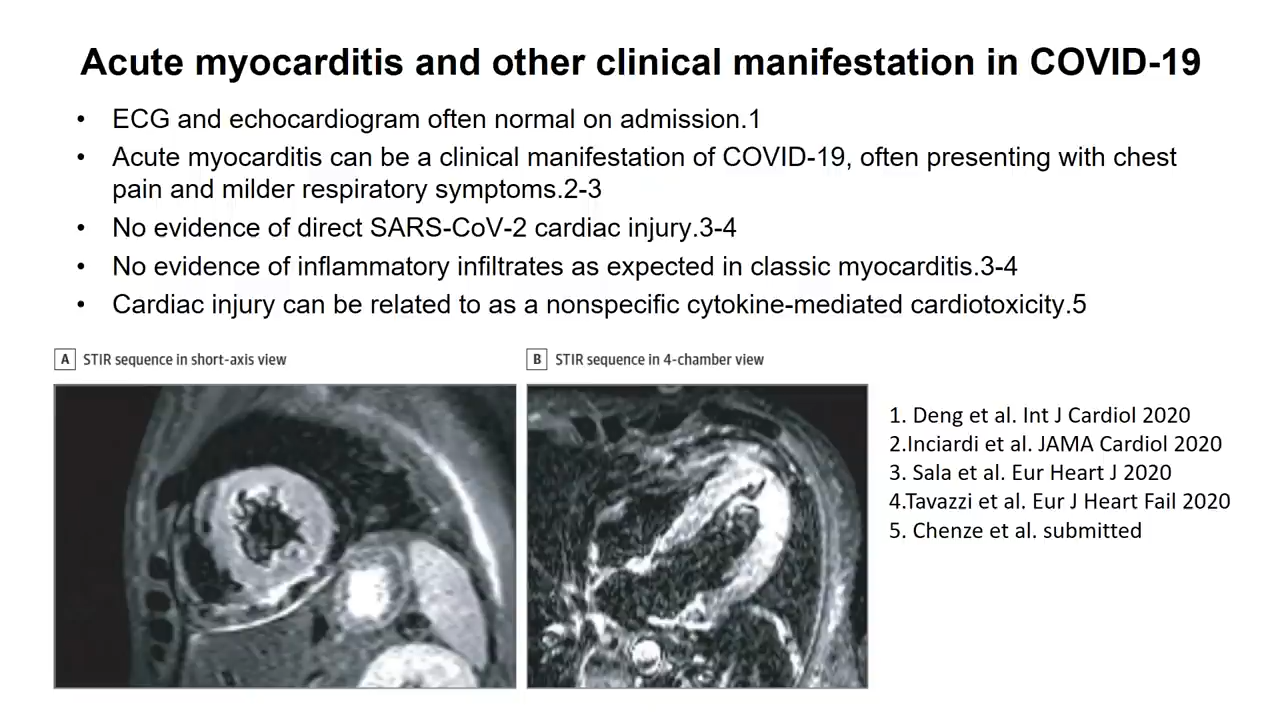 Acute myocarditis and other clinical manifestation in COVID-19
• ECG and echocardiogram often normal on admission.1
• Acute myocarditis can be a clinical manifestation of COVID-19, often presenting with chest
pain and milder respiratory symptoms.2-3
• No evidence of direct SARS-CoV-2 cardiac injury.3-4
• No evidence of inflammatory infiltrates as expected in classic myocarditis.3-4
• Cardiac injury can be related to as a nonspecific cytokine-mediated cardiotoxicity.5
A STIR sequence in short-axis view
B STIR sequence in 4-chamber view
1. Deng et al. Int J Cardiol 2020
2.Inciardi et al. JAMA Cardiol 2020
3. Sala et al. Eur Heart J 2020
4.Tavazzi et al. Eur J Heart Fail 2020
5. Chenze et al. submitted